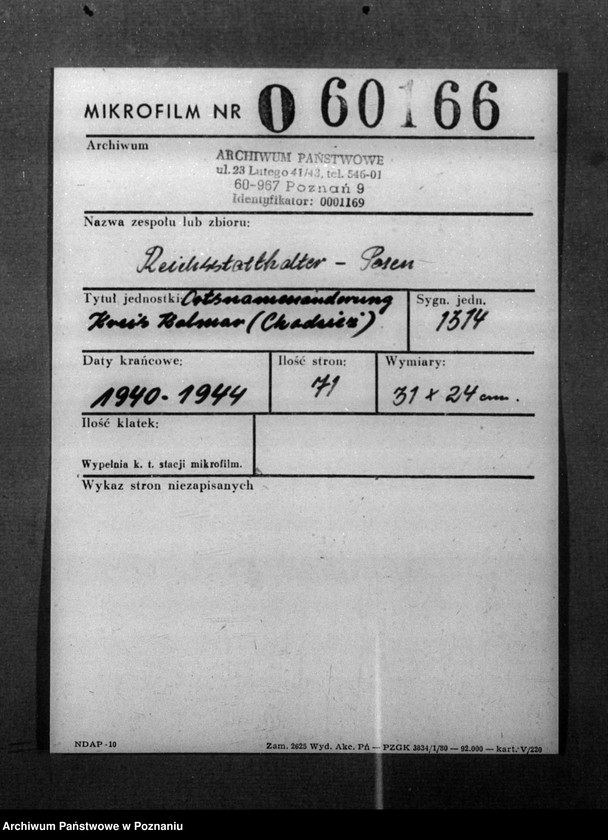 MIKROFILM NR 0 60166
Archiwum
ARCHIWUM PAŃSTWOWE
ul. 23 Lutego 41/43, tel. 546-01
60-967 Poznań 9
Identyfikator: 0001169
Nazwa zespołu lub zbioru:
Reichsstatthalter - Posen
Tytuł jednostki: Ortsnamenänderung
Kreis Kolmar (Chodzież)
Sygn. jedn.
1314
Daty krańcowe:
1940-1944
Ilość stron:
71
Wymiary:
31 x 24 cm.
Ilość klatek:
Wypełnia k. t. stacji mikrofilm.
Wykaz stron niezapisanych
NDAP-10
Zam. 2625 Wyd. Akc. Pń — PZGK 3834/1/80 — 92.000 — kart. V/220
Archiwum Państwowe w Poznaniu